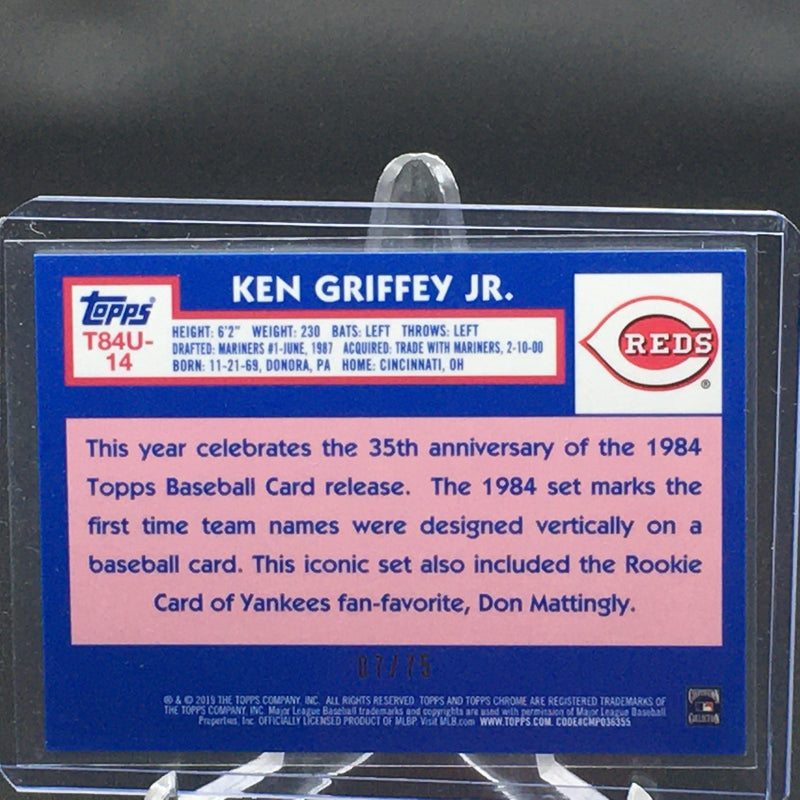 KEN GRIFFEY JR.
Topps®
T84U-
14
HEIGHT: 6'2" WEIGHT: 230 BATS: LEFT THROWS: LEFT
DRAFTED: MARINERS #1-JUNE, 1987 ACQUIRED: TRADE WITH MARINERS, 2-10-00
BORN: 11-21-69, DONORA, PA HOME: CINCINNATI, OH
REDS
®
This year celebrates the 35th anniversary of the 1984
Topps Baseball Card release. The 1984 set marks the
first time team names were designed vertically on a
baseball card. This iconic set also included the Rookie
Card of Yankees fan-favorite, Don Mattingly.
07/75
® & © 2019 THE TOPPS COMPANY, INC. ALL RIGHTS RESERVED. TOPPS AND TOPPS CHROME ARE REGISTERED TRADEMARKS OF
THE TOPPS COMPANY, INC. Major League Baseball trademarks and copyrights are used with permission of Major League Baseball
Properties, Inc. OFFICIALLY LICENSED PRODUCT OF MLBP. Visit MLB.com WWW.TOPPS.COM. CODE#CMP036355
COLLECTION